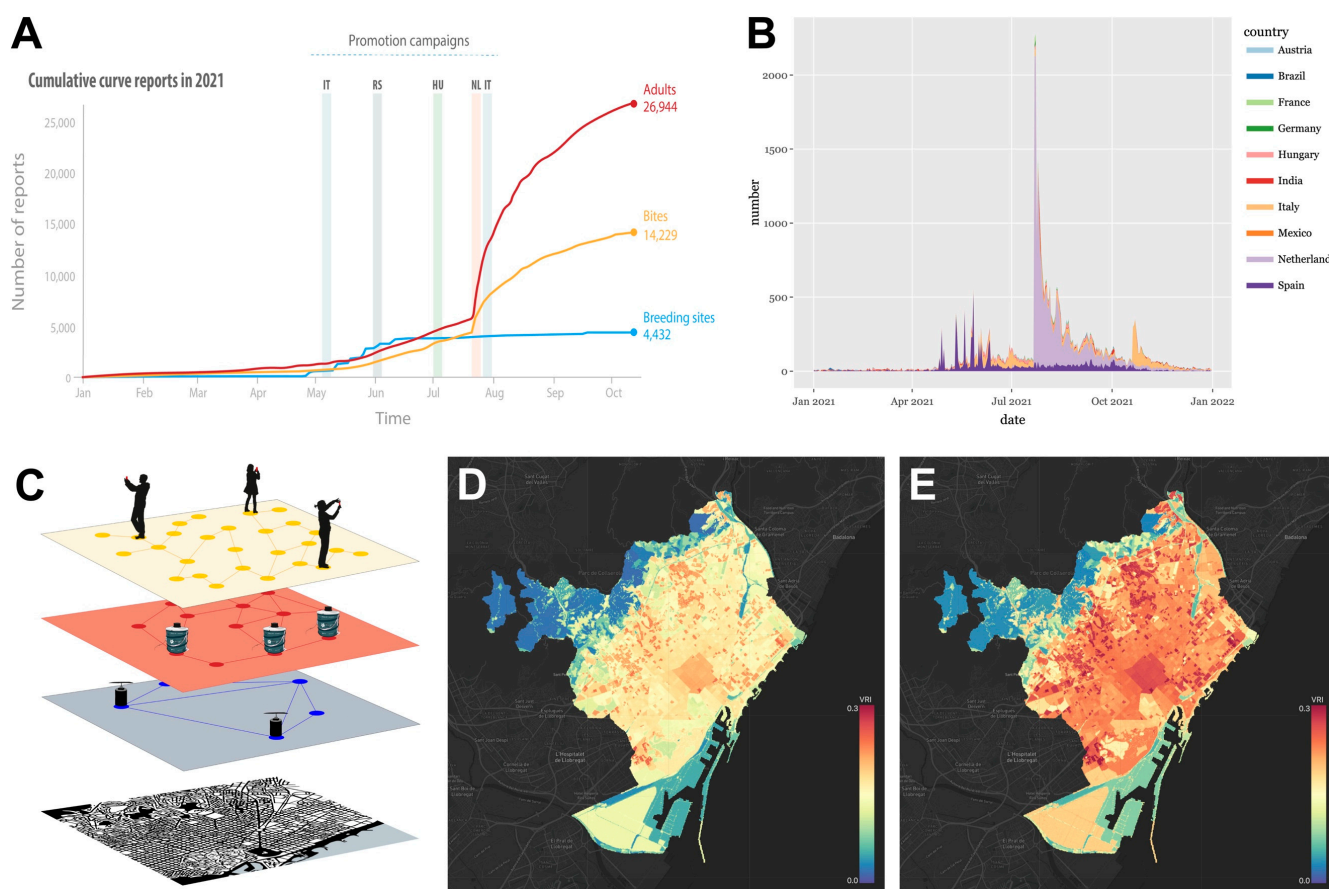 A
Promotion campaigns
Cumulative curve reports in 2021
IT
RS
HU
NL IT
Adults
26,944
Bites
14,229
Breeding sites
4,432
25,000
20,000
15,000
10,000
5,000
0
Number of reports
Jan Feb Mar Apr May Jun Jul Aug Sep Oct
Time
B
2000
1500
1000
500
0
number
Jan 2021 Apr 2021 Jul 2021 Oct 2021 Jan 2022
date
country
Austria
Brazil
France
Germany
Hungary
India
Italy
Mexico
Netherland
Spain
C
D
Badalona
L'Hospitalet
de Llobregat
VRI
0.3
0.0
E
Badalona
L'Hospitalet
de Llobregat
VRI
0.3
0.0